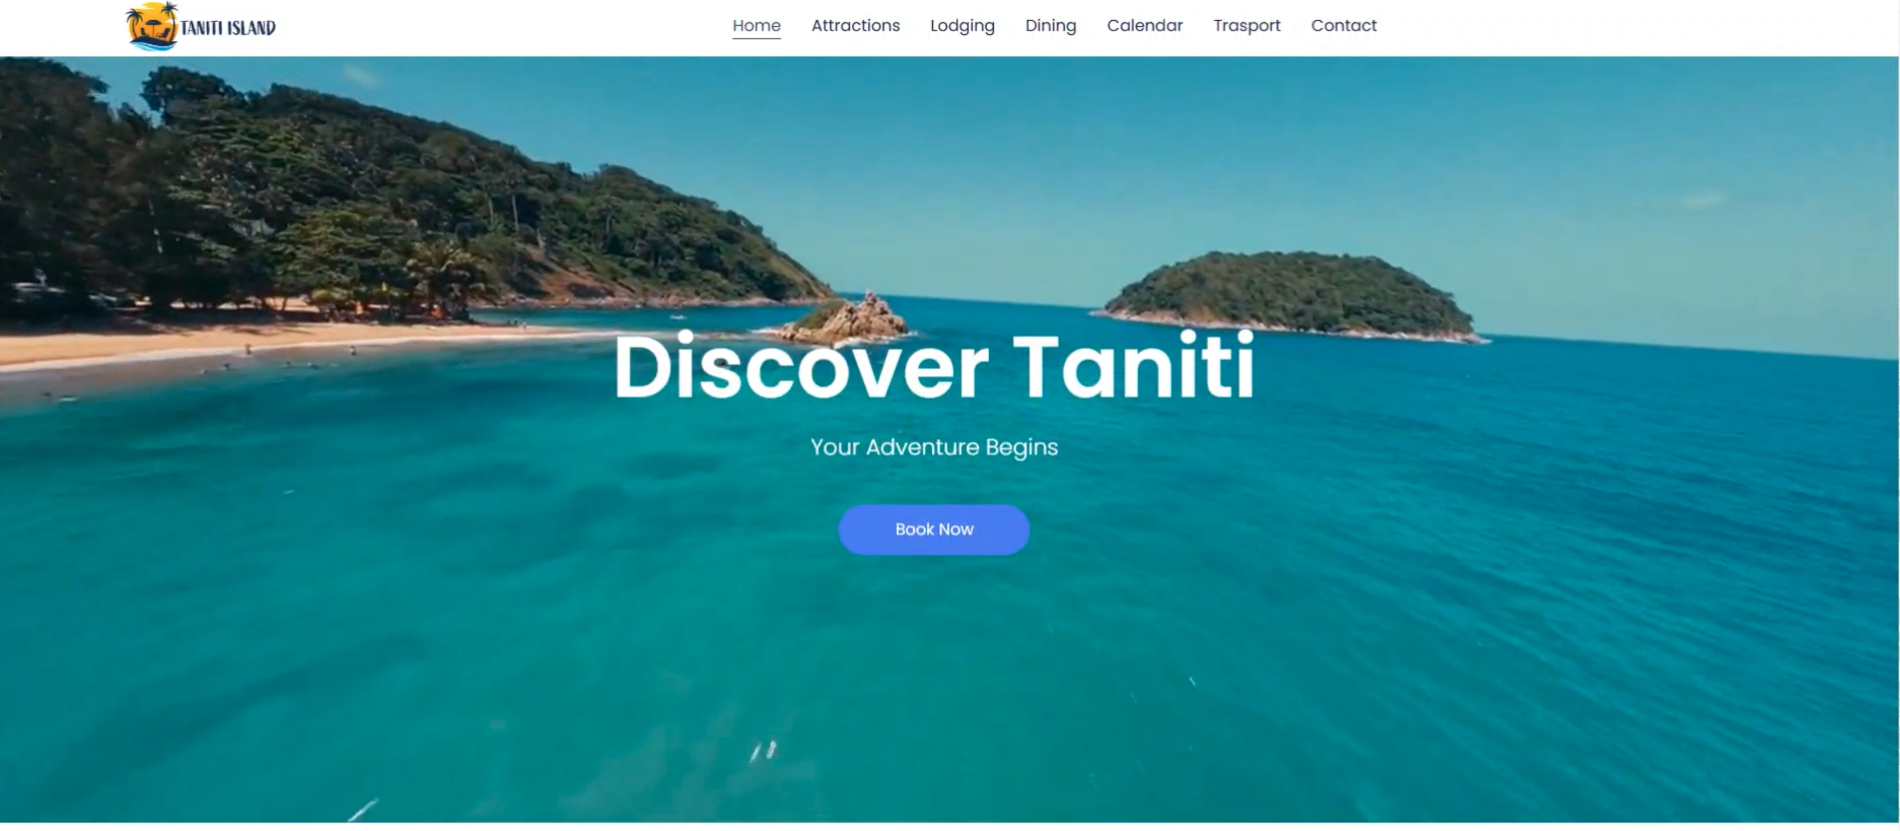 TANITI ISLAND
Home Attractions Lodging Dining Calendar Trasport Contact
Discover Taniti
Your Adventure Begins
Book Now